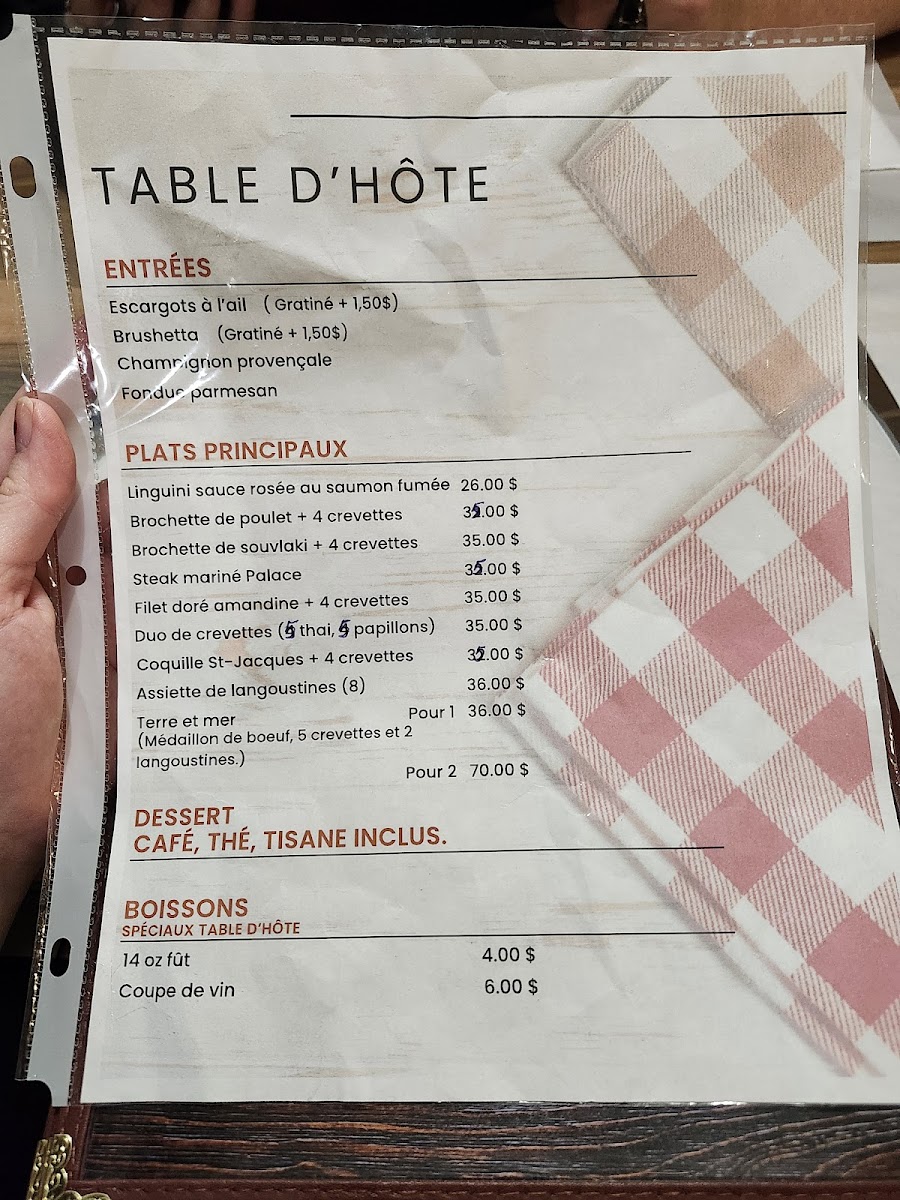 TABLE D'HÔTE
ENTRÉES
Escargots à l'ail ( Gratiné + 1,50$)
Brushetta (Gratiné + 1,50$)
Champignon provençale
Fondue parmesan
PLATS PRINCIPAUX
Linguini sauce rosée au saumon fumée 26.00 $
Brochette de poulet + 4 crevettes 35.00 $
Brochette de souvlaki + 4 crevettes 35.00 $
Steak mariné Palace 35.00 $
Filet doré amandine + 4 crevettes 35.00 $
Duo de crevettes (5 thai, 5 papillons) 35.00 $
Coquille St-Jacques + 4 crevettes 35.00 $
Assiette de langoustines (8) 36.00 $
Terre et mer Pour 1 36.00 $
(Médaillon de boeuf, 5 crevettes et 2
langoustines.)
Pour 2 70.00 $
DESSERT
CAFÉ, THÉ, TISANE INCLUS.
BOISSONS
SPÉCIAUX TABLE D'HÔTE
14 oz fût 4.00 $
Coupe de vin 6.00 $